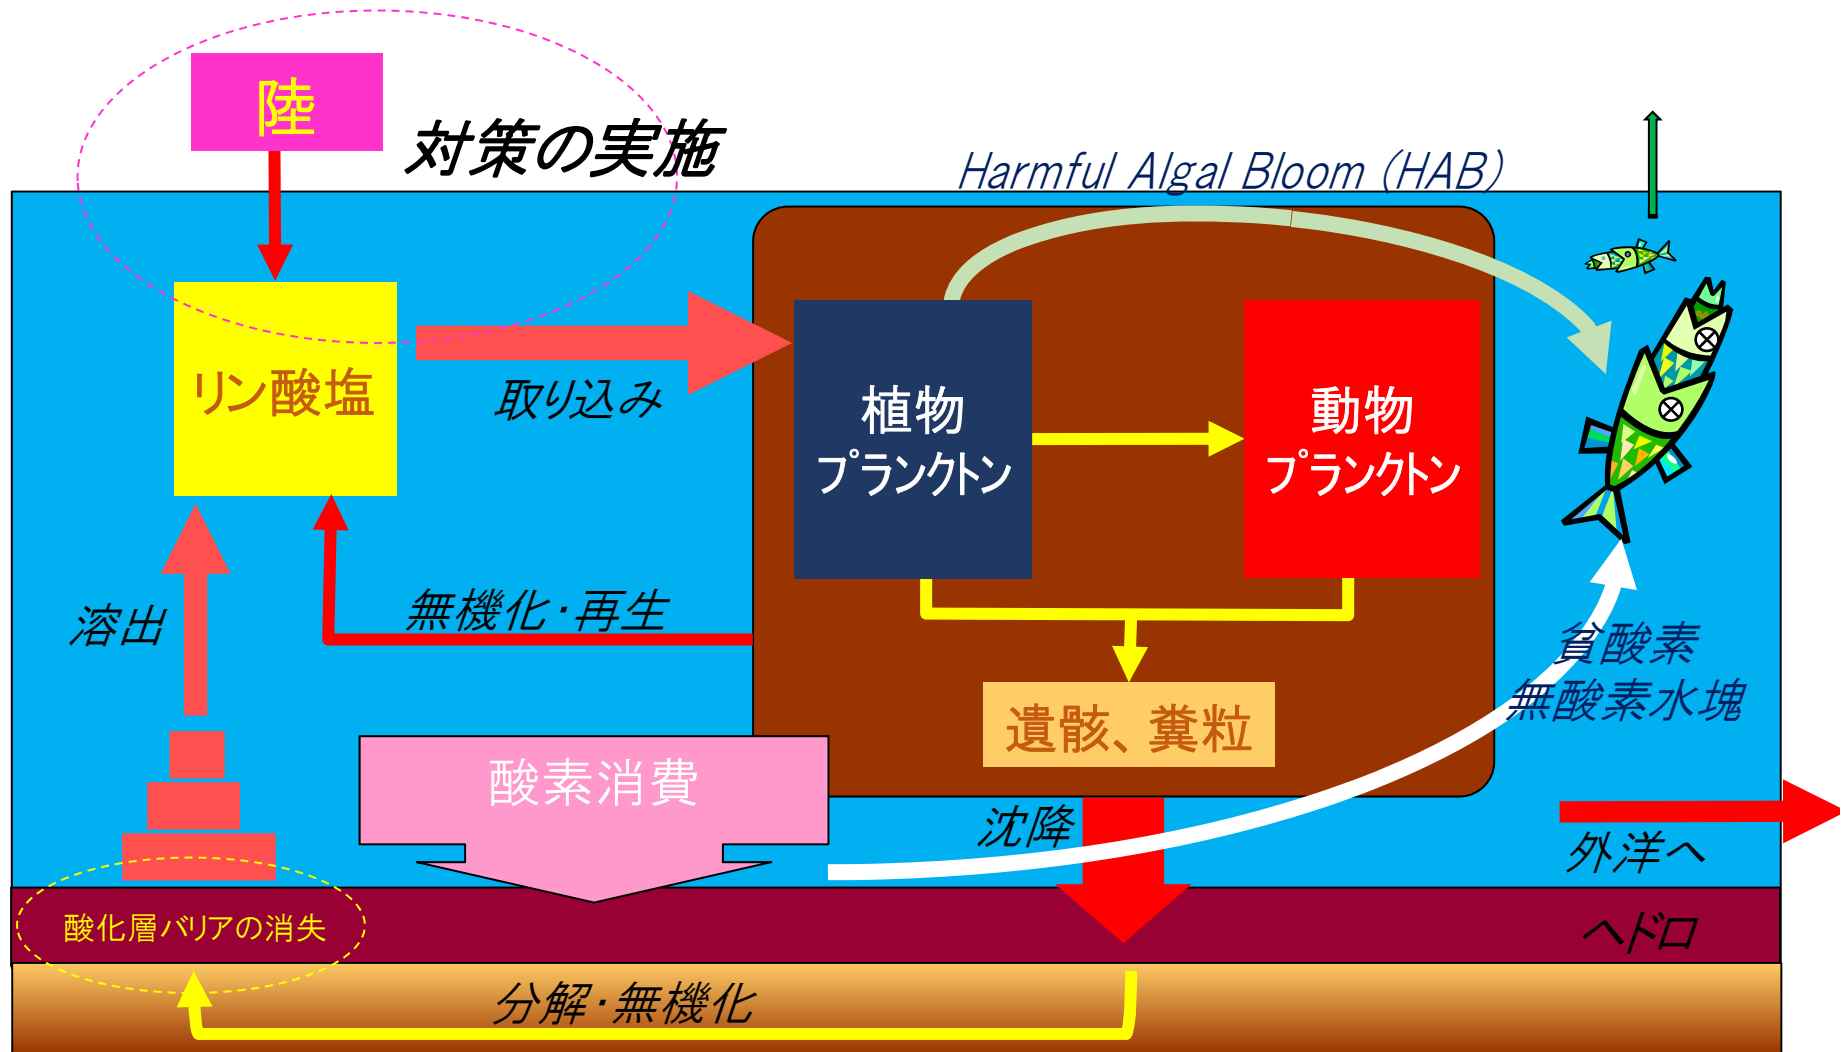 陸
対策の実施
Harmful Algal Bloom (HAB)
リン酸塩
取り込み
植物
プランクトン
動物
プランクトン
溶出
無機化・再生
貧酸素
無酸素水塊
遺骸、糞粒
酸素消費
沈降
外洋へ
酸化層バリアの消失
ヘドロ
分解・無機化